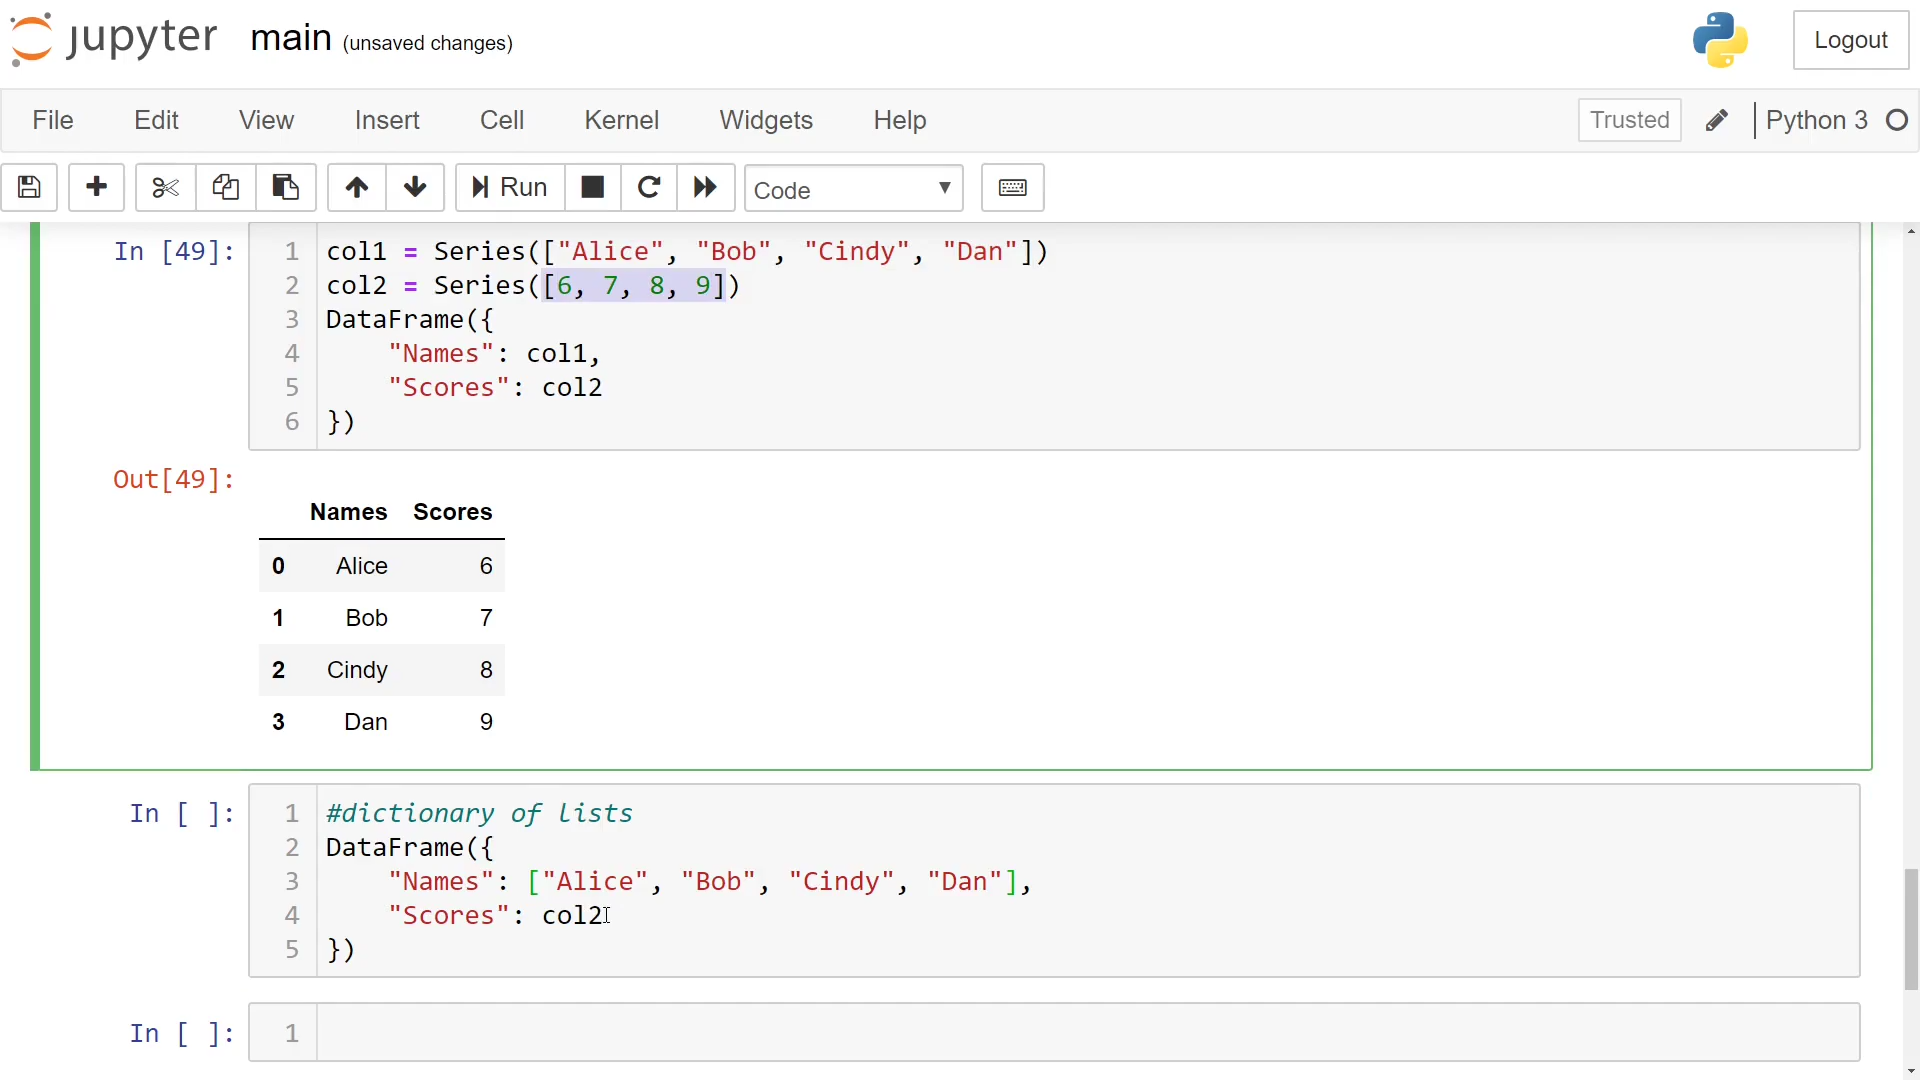 jupyter main (unsaved changes) Logout
File Edit View Insert Cell Kernel Widgets Help Trusted Python 3
Run Code
In [49]:
1 col1 = Series(["Alice", "Bob", "Cindy", "Dan"])
2 col2 = Series([6, 7, 8, 9])
3 DataFrame({
4     "Names": col1,
5     "Scores": col2
6 })
Out[49]:
Names Scores
0 Alice 6
1 Bob 7
2 Cindy 8
3 Dan 9
In [ ]:
1 #dictionary of lists
2 DataFrame({
3     "Names": ["Alice", "Bob", "Cindy", "Dan"],
4     "Scores": col2
5 })
In [ ]:
1